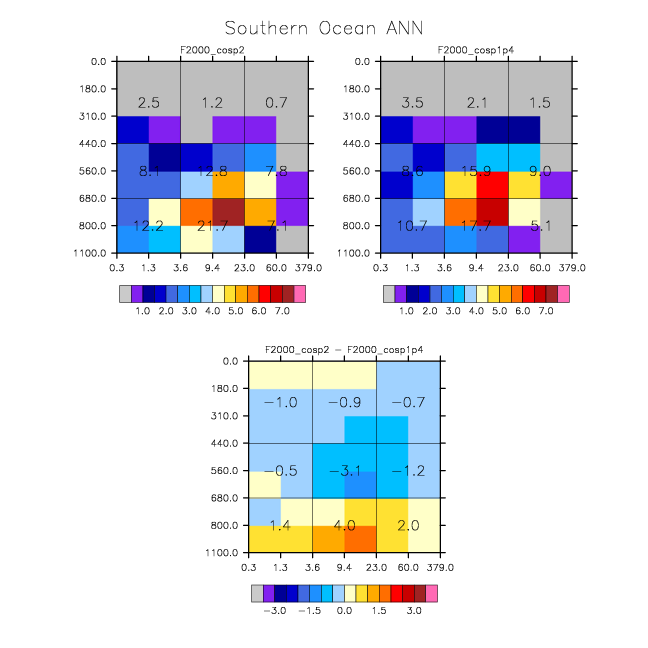 Southern Ocean ANN
F2000_cosp2
0.0
180.0
310.0
440.0
560.0
680.0
800.0
1100.0
2.5 1.2 0.7
8.1 12.8 7.8
12.2 21.7 7.1
0.3 1.3 3.6 9.4 23.0 60.0 379.0
1.0 2.0 3.0 4.0 5.0 6.0 7.0
F2000_cosp1p4
0.0
180.0
310.0
440.0
560.0
680.0
800.0
1100.0
3.5 2.1 1.5
8.6 15.9 9.0
10.7 17.7 5.1
0.3 1.3 3.6 9.4 23.0 60.0 379.0
1.0 2.0 3.0 4.0 5.0 6.0 7.0
F2000_cosp2 − F2000_cosp1p4
0.0
180.0
310.0
440.0
560.0
680.0
800.0
1100.0
−1.0 −0.9 −0.7
−0.5 −3.1 −1.2
1.4 4.0 2.0
0.3 1.3 3.6 9.4 23.0 60.0 379.0
−3.0 −1.5 0.0 1.5 3.0